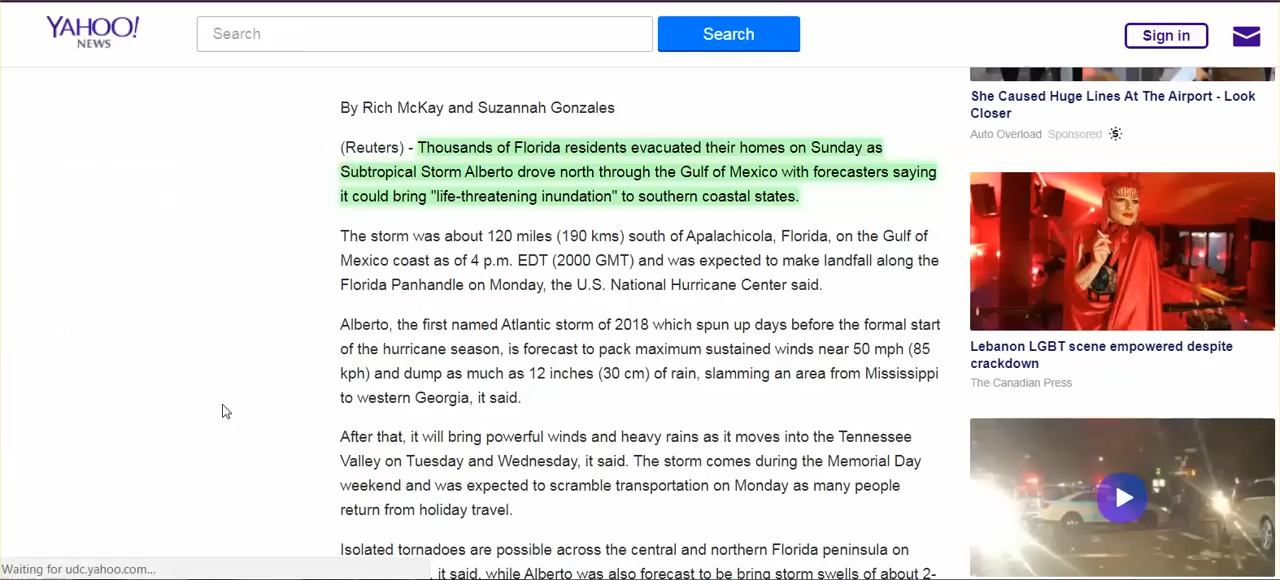 YAHOO!
NEWS
Search
Search
Sign in
By Rich McKay and Suzannah Gonzales
(Reuters) - Thousands of Florida residents evacuated their homes on Sunday as
Subtropical Storm Alberto drove north through the Gulf of Mexico with forecasters saying
it could bring "life-threatening inundation" to southern coastal states.
The storm was about 120 miles (190 kms) south of Apalachicola, Florida, on the Gulf of
Mexico coast as of 4 p.m. EDT (2000 GMT) and was expected to make landfall along the
Florida Panhandle on Monday, the U.S. National Hurricane Center said.
Alberto, the first named Atlantic storm of 2018 which spun up days before the formal start
of the hurricane season, is forecast to pack maximum sustained winds near 50 mph (85
kph) and dump as much as 12 inches (30 cm) of rain, slamming an area from Mississippi
to western Georgia, it said.
After that, it will bring powerful winds and heavy rains as it moves into the Tennessee
Valley on Tuesday and Wednesday, it said. The storm comes during the Memorial Day
weekend and was expected to scramble transportation on Monday as many people
return from holiday travel.
Isolated tornadoes are possible across the central and northern Florida peninsula on
, it said, while Alberto was also forecast to be bring storm swells of about 2-
She Caused Huge Lines At The Airport - Look
Closer
Auto Overload Sponsored
Lebanon LGBT scene empowered despite
crackdown
The Canadian Press
Waiting for udc.yahoo.com...